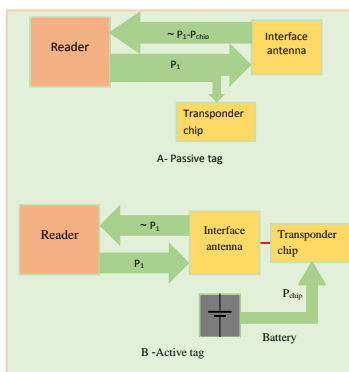 ~ P₁-Pchip
Reader
Interface
antenna
P₁
Transponder
chip
A- Passive tag
~ P₁
Reader
Interface
antenna
Transponder
chip
P₁
Pchip
Battery
B -Active tag